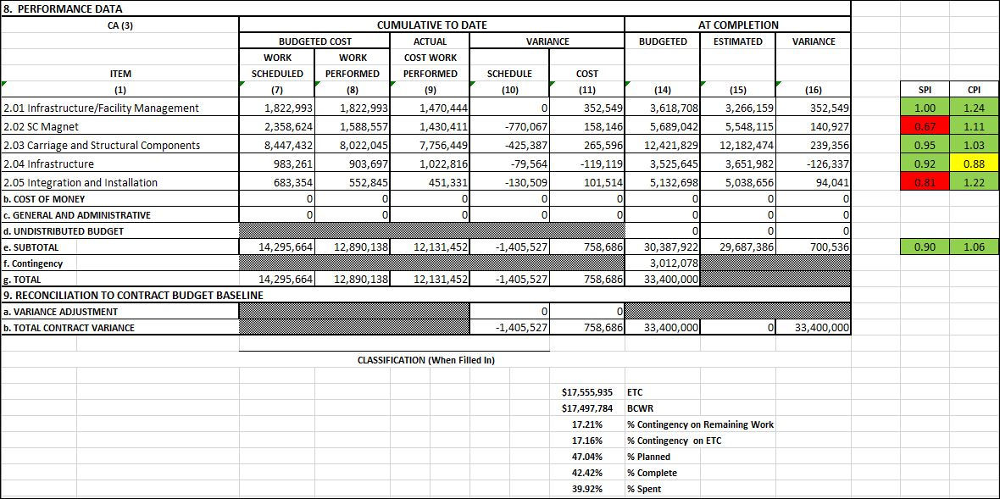 8. PERFORMANCE DATA
CA (3) CUMULATIVE TO DATE AT COMPLETION
BUDGETED COST ACTUAL VARIANCE BUDGETED ESTIMATED VARIANCE
WORK WORK COST WORK
ITEM SCHEDULED PERFORMED PERFORMED SCHEDULE COST
(1) (7) (8) (9) (10) (11) (14) (15) (16) SPI CPI
2.01 Infrastructure/Facility Management 1,822,993 1,822,993 1,470,444 0 352,549 3,618,708 3,266,159 352,549 1.00 1.24
2.02 SC Magnet 2,358,624 1,588,557 1,430,411 -770,067 158,146 5,689,042 5,548,115 140,927 0.67 1.11
2.03 Carriage and Structural Components 8,447,432 8,022,045 7,756,449 -425,387 265,596 12,421,829 12,182,474 239,356 0.95 1.03
2.04 Infrastructure 983,261 903,697 1,022,816 -79,564 -119,119 3,525,645 3,651,982 -126,337 0.92 0.88
2.05 Integration and Installation 683,354 552,845 451,331 -130,509 101,514 5,132,698 5,038,656 94,041 0.81 1.22
b. COST OF MONEY 0 0 0 0 0 0 0 0
c. GENERAL AND ADMINISTRATIVE 0 0 0 0 0 0 0 0
d. UNDISTRIBUTED BUDGET 0 0 0
e. SUBTOTAL 14,295,664 12,890,138 12,131,452 -1,405,527 758,686 30,387,922 29,687,386 700,536 0.90 1.06
f. Contingency 3,012,078
g. TOTAL 14,295,664 12,890,138 12,131,452 -1,405,527 758,686 33,400,000
9. RECONCILIATION TO CONTRACT BUDGET BASELINE
a. VARIANCE ADJUSTMENT 0 0
b. TOTAL CONTRACT VARIANCE -1,405,527 758,686 33,400,000 0 33,400,000
CLASSIFICATION (When Filled In)
$17,555,935 ETC
$17,497,784 BCWR
17.21% % Contingency on Remaining Work
17.16% % Contingency on ETC
47.04% % Planned
42.42% % Complete
39.92% % Spent